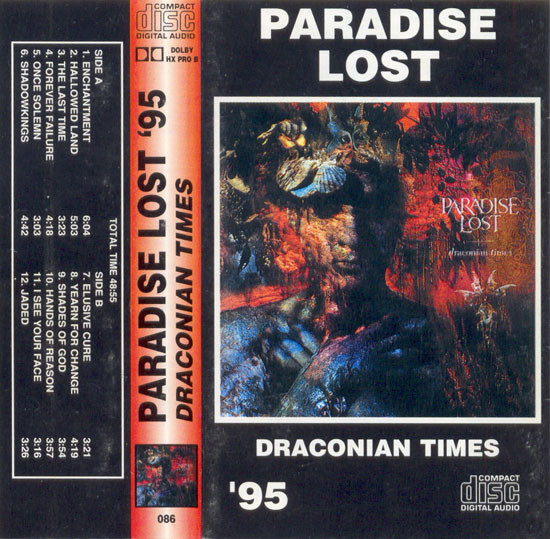 COMPACT
disc
DIGITAL AUDIO
SIDE A
1. ENCHANTMENT 6:04
2. HALLOWED LAND 5:03
3. THE LAST TIME 3:23
4. FOREVER FAILURE 4:18
5. ONCE SOLEMN 3:03
6. SHADOWKINGS 4:42
TOTAL TIME 48:55
SIDE B
7. ELUSIVE CURE 3:21
8. YEARN FOR CHANGE 4:19
9. SHADES OF GOD 3:54
10. HANDS OF REASON 3:57
11. I SEE YOUR FACE 3:16
12. JADED 3:26
DOLBY
HX PRO B
PARADISE LOST '95
DRACONIAN TIMES
086
PARADISE
LOST
PARADISE
LOST
draconian times
DRACONIAN TIMES
'95
COMPACT
disc
DIGITAL AUDIO